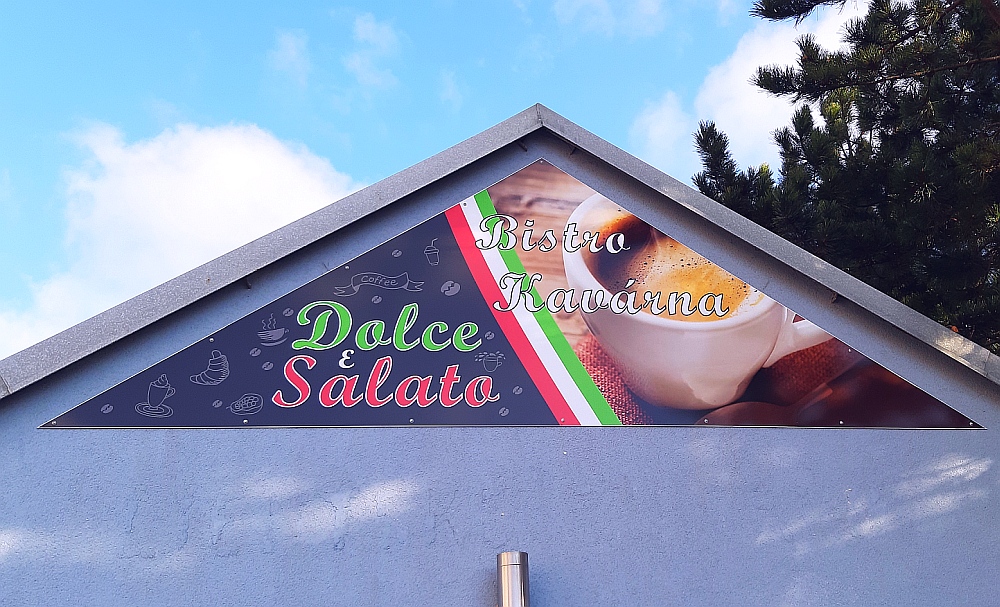 Bistro
Kavárna
Coffee
Dolce
&
Salato